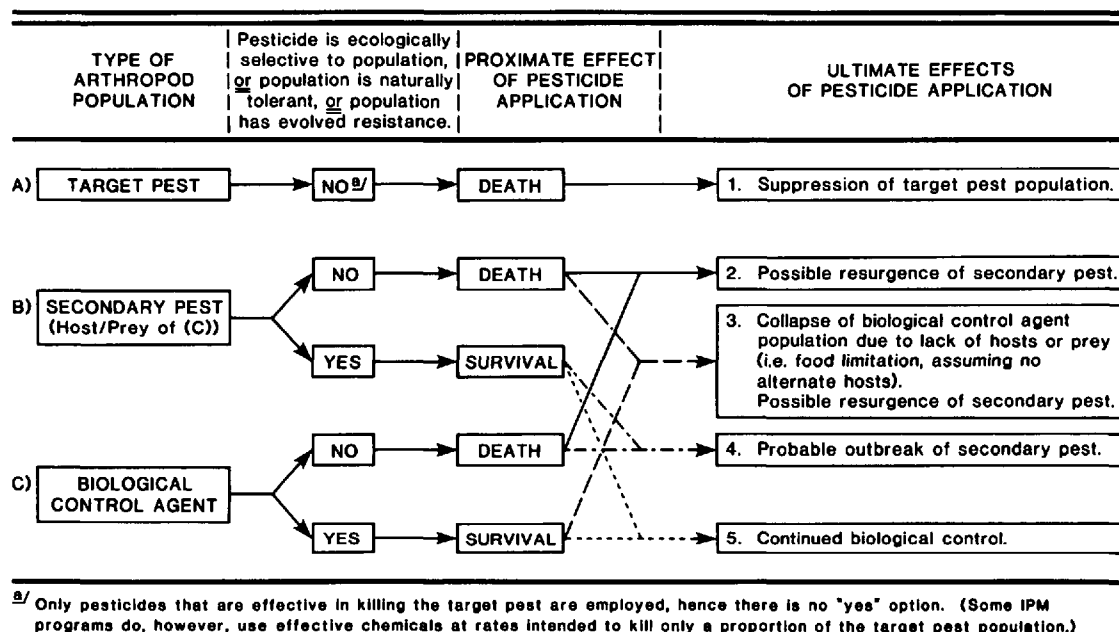 TYPE OF
ARTHROPOD
POPULATION
Pesticide is ecologically
selective to population,
or population is naturally
tolerant, or population
has evolved resistance.
PROXIMATE EFFECT
OF PESTICIDE
APPLICATION
ULTIMATE EFFECTS
OF PESTICIDE APPLICATION
A) TARGET PEST
NO a/
DEATH
1. Suppression of target pest population.
B) SECONDARY PEST
(Host/Prey of (C))
NO
DEATH
2. Possible resurgence of secondary pest.
YES
SURVIVAL
3. Collapse of biological control agent
population due to lack of hosts or prey
(i.e. food limitation, assuming no
alternate hosts).
Possible resurgence of secondary pest.
C) BIOLOGICAL
CONTROL AGENT
NO
DEATH
4. Probable outbreak of secondary pest.
YES
SURVIVAL
5. Continued biological control.
a/ Only pesticides that are effective in killing the target pest are employed, hence there is no "yes" option. (Some IPM
programs do, however, use effective chemicals at rates intended to kill only a proportion of the target pest population.)